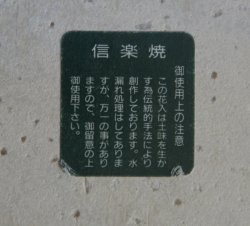 信楽焼
御使用上の注意
この花入は土味を生か
す為伝統的手法により
創作しております。水
漏れ処理はしてありま
すが、万一の事があり
ますので、御留意の上
御使用下さい。